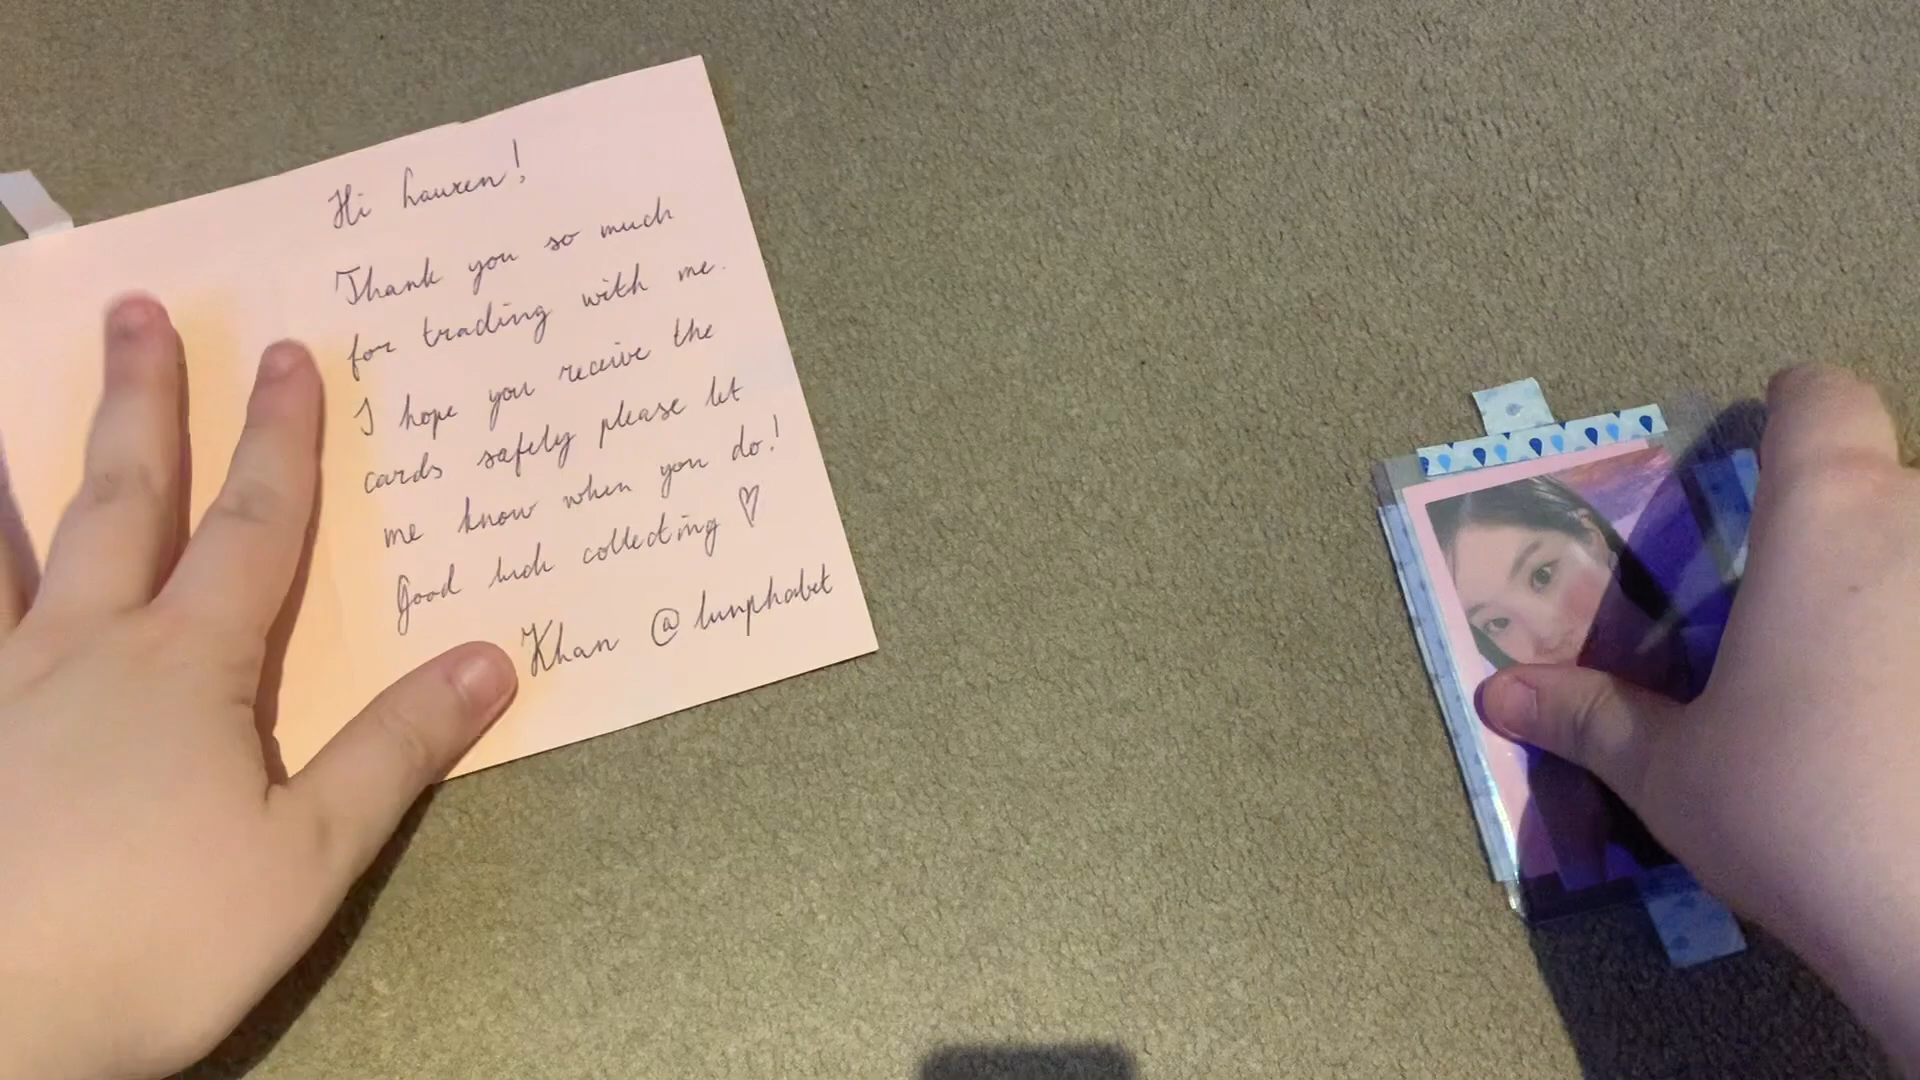 Hi Lauren!
Thank you so much
for trading with me.
I hope you receive the
cards safely please let
me know when you do!
Good luck collecting ♡
Khan @lunphabet